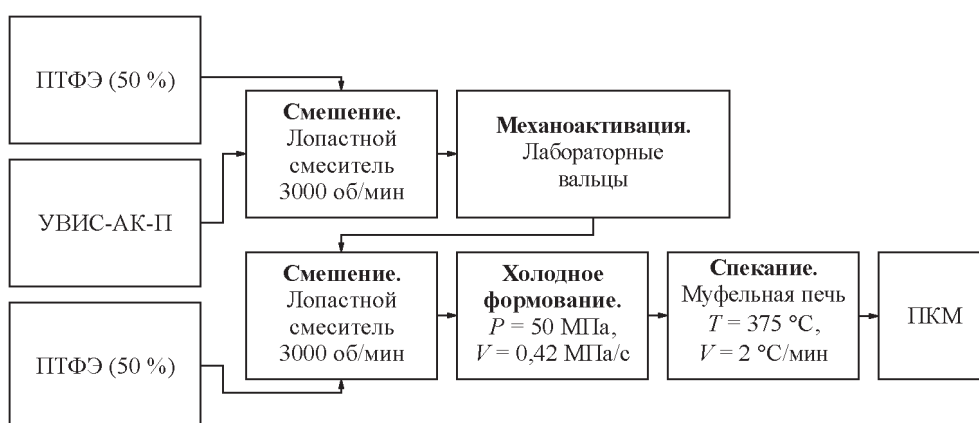 ПТФЭ (50 %)
Смешение.
Лопастной
смеситель
3000 об/мин
Механоактивация.
Лабораторные
вальцы
УВИС-АК-П
Смешение.
Лопастной
смеситель
3000 об/мин
Холодное
формование.
P = 50 МПа,
V = 0,42 МПа/с
Спекание.
Муфельная печь
T = 375 °C,
V = 2 °C/мин
ПКМ
ПТФЭ (50 %)